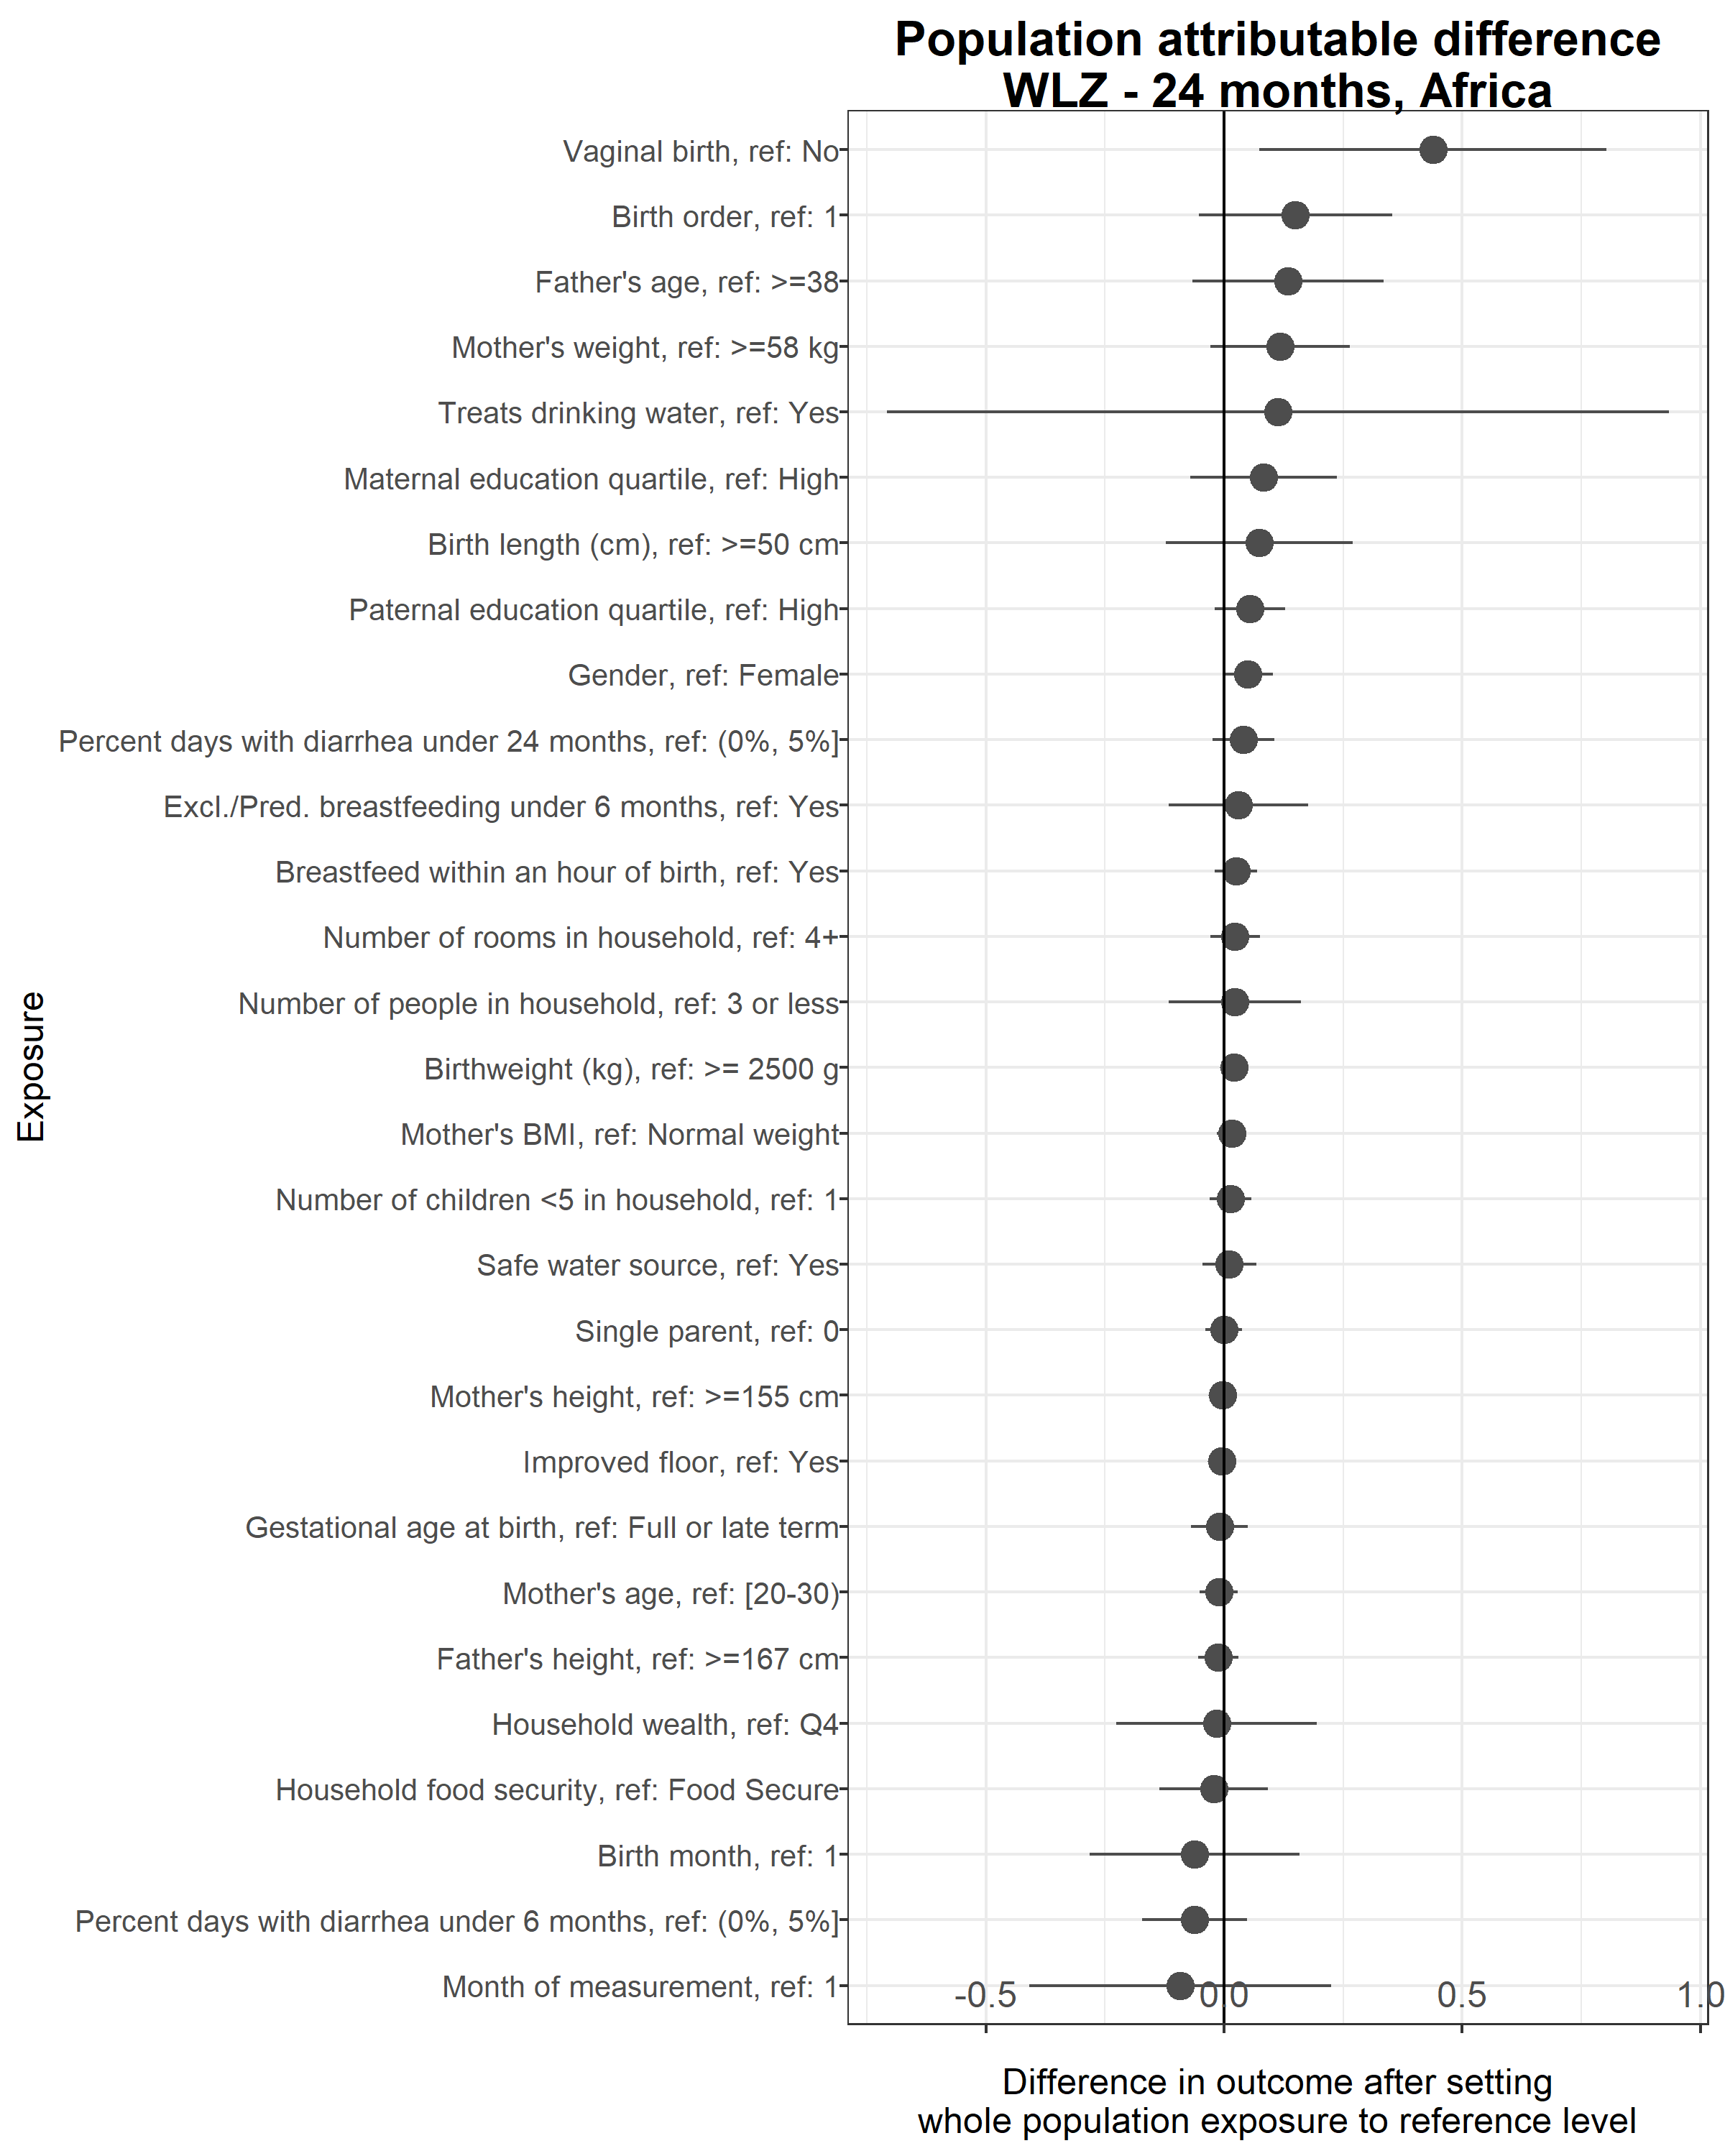 Population attributable difference
WLZ - 24 months, Africa
Vaginal birth, ref: No
Birth order, ref: 1
Father's age, ref: >=38
Mother's weight, ref: >=58 kg
Treats drinking water, ref: Yes
Maternal education quartile, ref: High
Birth length (cm), ref: >=50 cm
Paternal education quartile, ref: High
Gender, ref: Female
Percent days with diarrhea under 24 months, ref: (0%, 5%]
Excl./Pred. breastfeeding under 6 months, ref: Yes
Breastfeed within an hour of birth, ref: Yes
Number of rooms in household, ref: 4+
Number of people in household, ref: 3 or less
Birthweight (kg), ref: >= 2500 g
Mother's BMI, ref: Normal weight
Number of children <5 in household, ref: 1
Safe water source, ref: Yes
Single parent, ref: 0
Mother's height, ref: >=155 cm
Improved floor, ref: Yes
Gestational age at birth, ref: Full or late term
Mother's age, ref: [20-30)
Father's height, ref: >=167 cm
Household wealth, ref: Q4
Household food security, ref: Food Secure
Birth month, ref: 1
Percent days with diarrhea under 6 months, ref: (0%, 5%]
Month of measurement, ref: 1
Exposure
-0.5 0.0 0.5 1.0
Difference in outcome after setting
whole population exposure to reference level